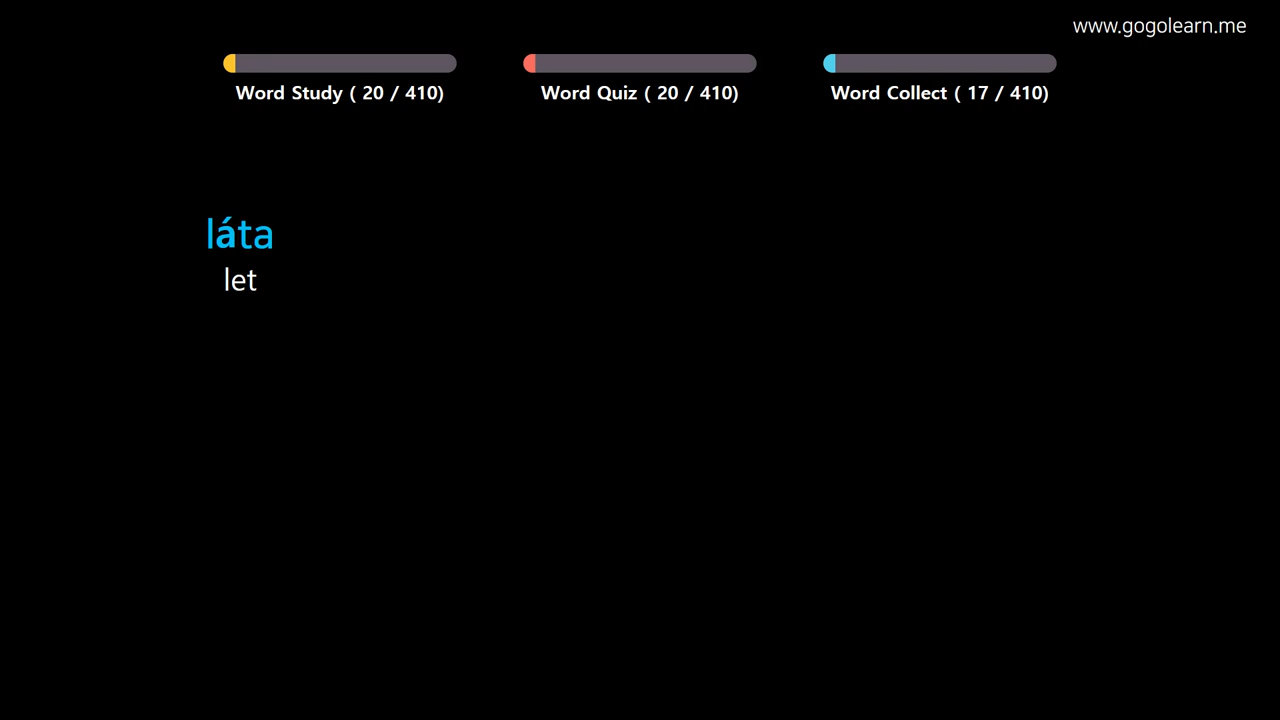 www.gogolearn.me
Word Study ( 20 / 410)
Word Quiz ( 20 / 410)
Word Collect ( 17 / 410)
láta
let